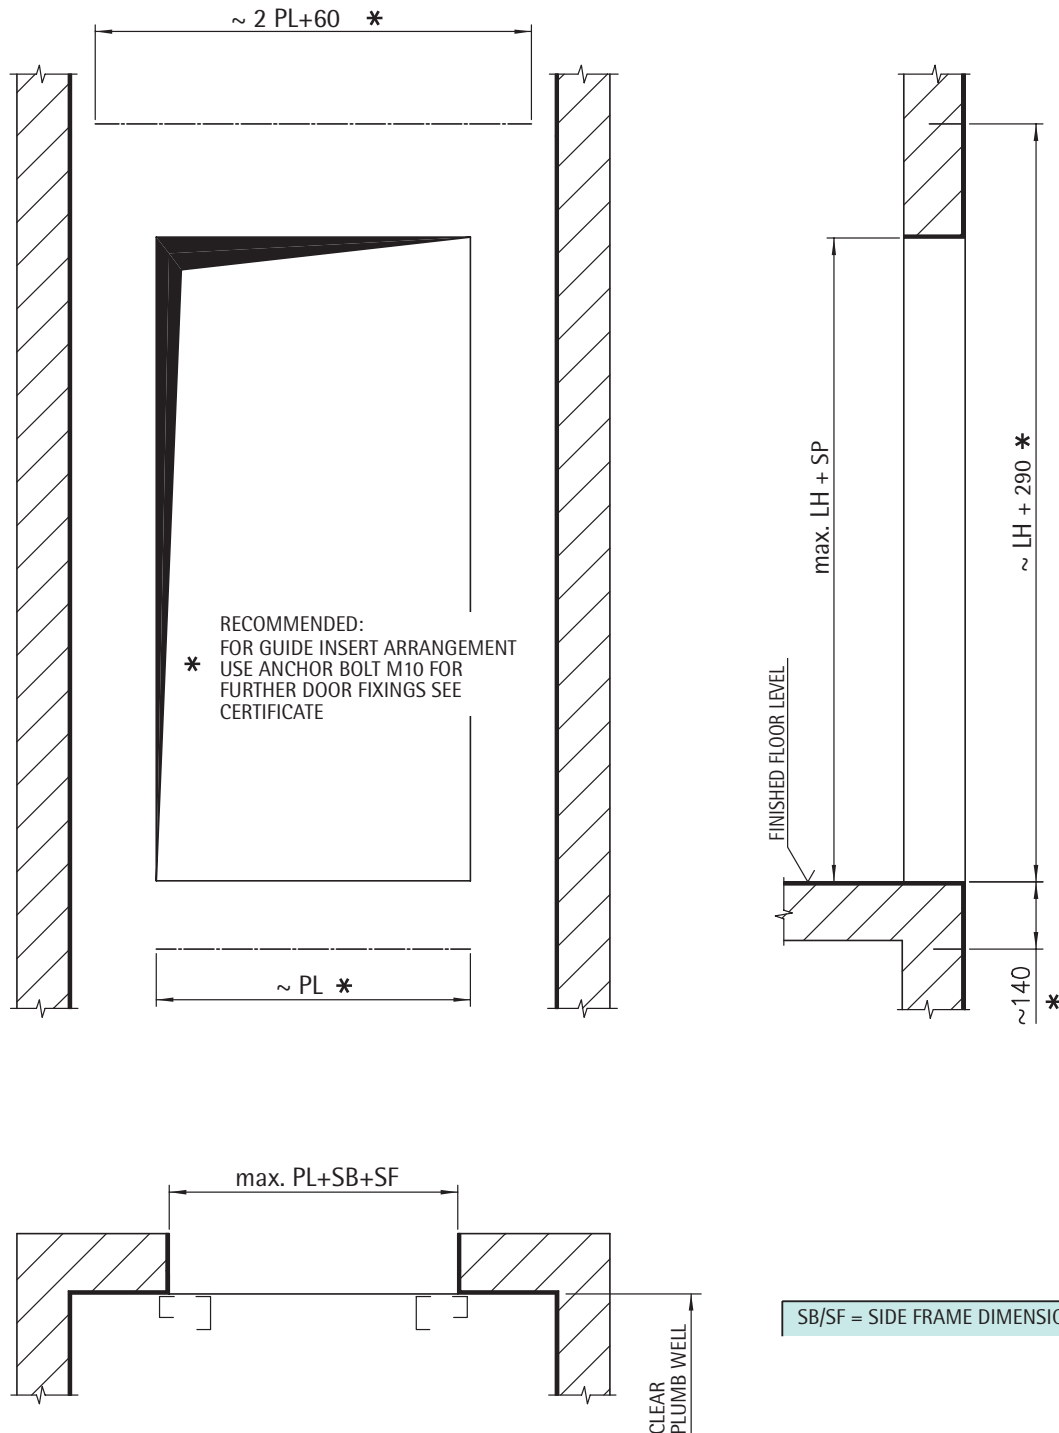 ~ 2 PL+60 *
max. LH + SP
~ LH + 290 *
RECOMMENDED:
FOR GUIDE INSERT ARRANGEMENT
* USE ANCHOR BOLT M10 FOR
FURTHER DOOR FIXINGS SEE
CERTIFICATE
FINISHED FLOOR LEVEL
~ PL *
~140 *
max. PL+SB+SF
CLEAR
PLUMB WELL
SB/SF = SIDE FRAME